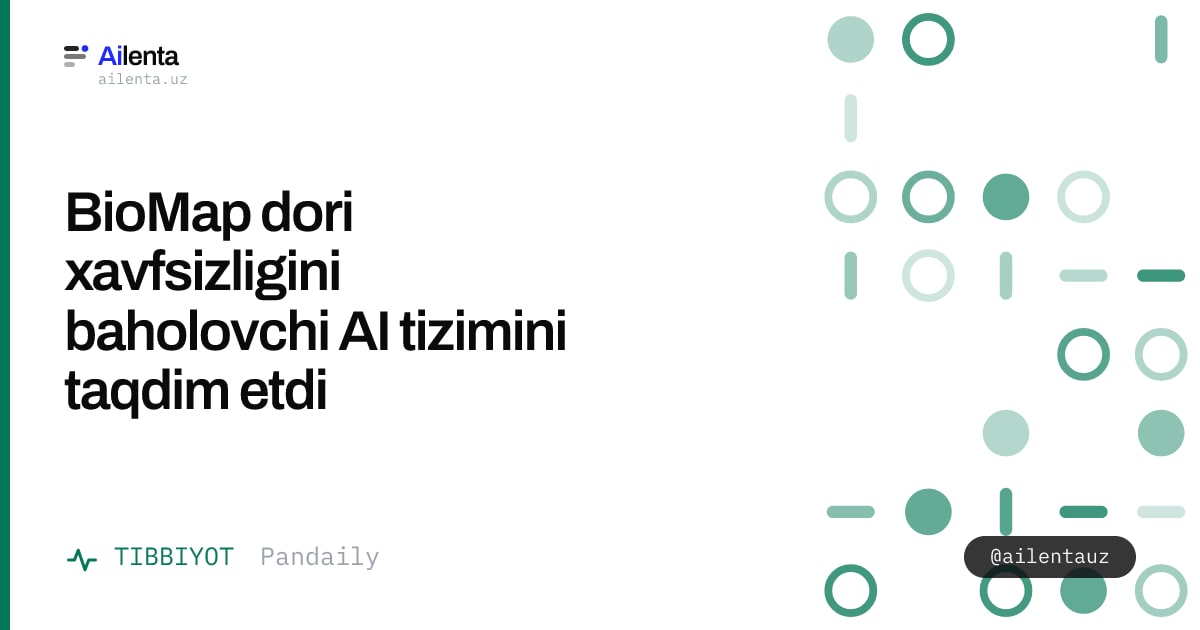 Ailenta
ailenta.uz
BioMap dori
xavfsizligini
baholovchi AI tizimini
taqdim etdi
TIBBIYOT Pandaily
@ailentauz